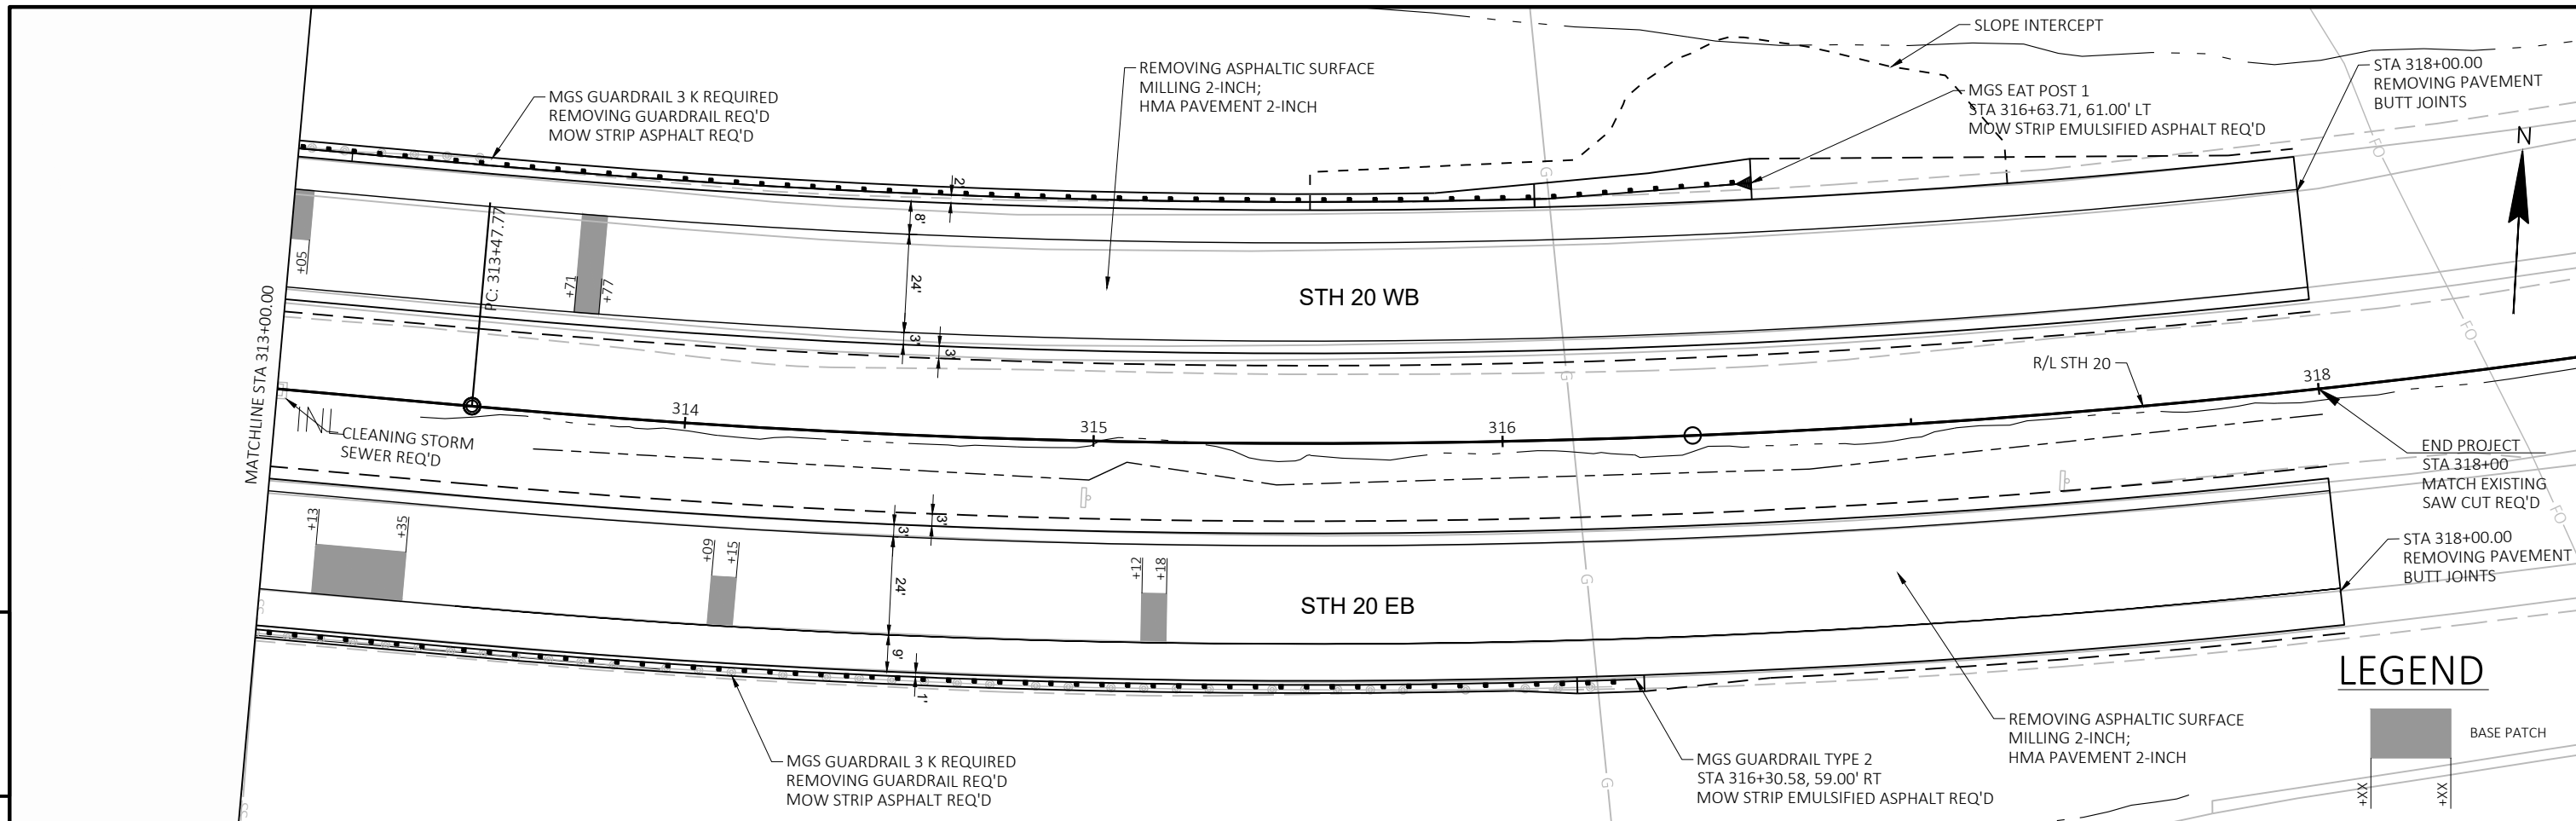 SLOPE INTERCEPT
MGS GUARDRAIL 3 K REQUIRED
REMOVING GUARDRAIL REQ'D
MOW STRIP ASPHALT REQ'D
REMOVING ASPHALTIC SURFACE
MILLING 2-INCH;
HMA PAVEMENT 2-INCH
MGS EAT POST 1
STA 316+63.71, 61.00' LT
MOW STRIP EMULSIFIED ASPHALT REQ'D
STA 318+00.00
REMOVING PAVEMENT
BUTT JOINTS
N
FO
G
2'
8'
24'
3'
3'
+05
PC: 313+47.77
+71
+77
STH 20 WB
MATCHLINE STA 313+00.00
FO
G
R/L STH 20
314
315
316
318
CLEANING STORM
SEWER REQ'D
END PROJECT
STA 318+00
MATCH EXISTING
SAW CUT REQ'D
FO
+13
+35
+09
+15
3'
3'
24'
9'
1'
+12
+18
STH 20 EB
G
STA 318+00.00
REMOVING PAVEMENT
BUTT JOINTS
SS
LEGEND
BASE PATCH
+XX
+XX
MGS GUARDRAIL 3 K REQUIRED
REMOVING GUARDRAIL REQ'D
MOW STRIP ASPHALT REQ'D
MGS GUARDRAIL TYPE 2
STA 316+30.58, 59.00' RT
MOW STRIP EMULSIFIED ASPHALT REQ'D
REMOVING ASPHALTIC SURFACE
MILLING 2-INCH;
HMA PAVEMENT 2-INCH
G
SS